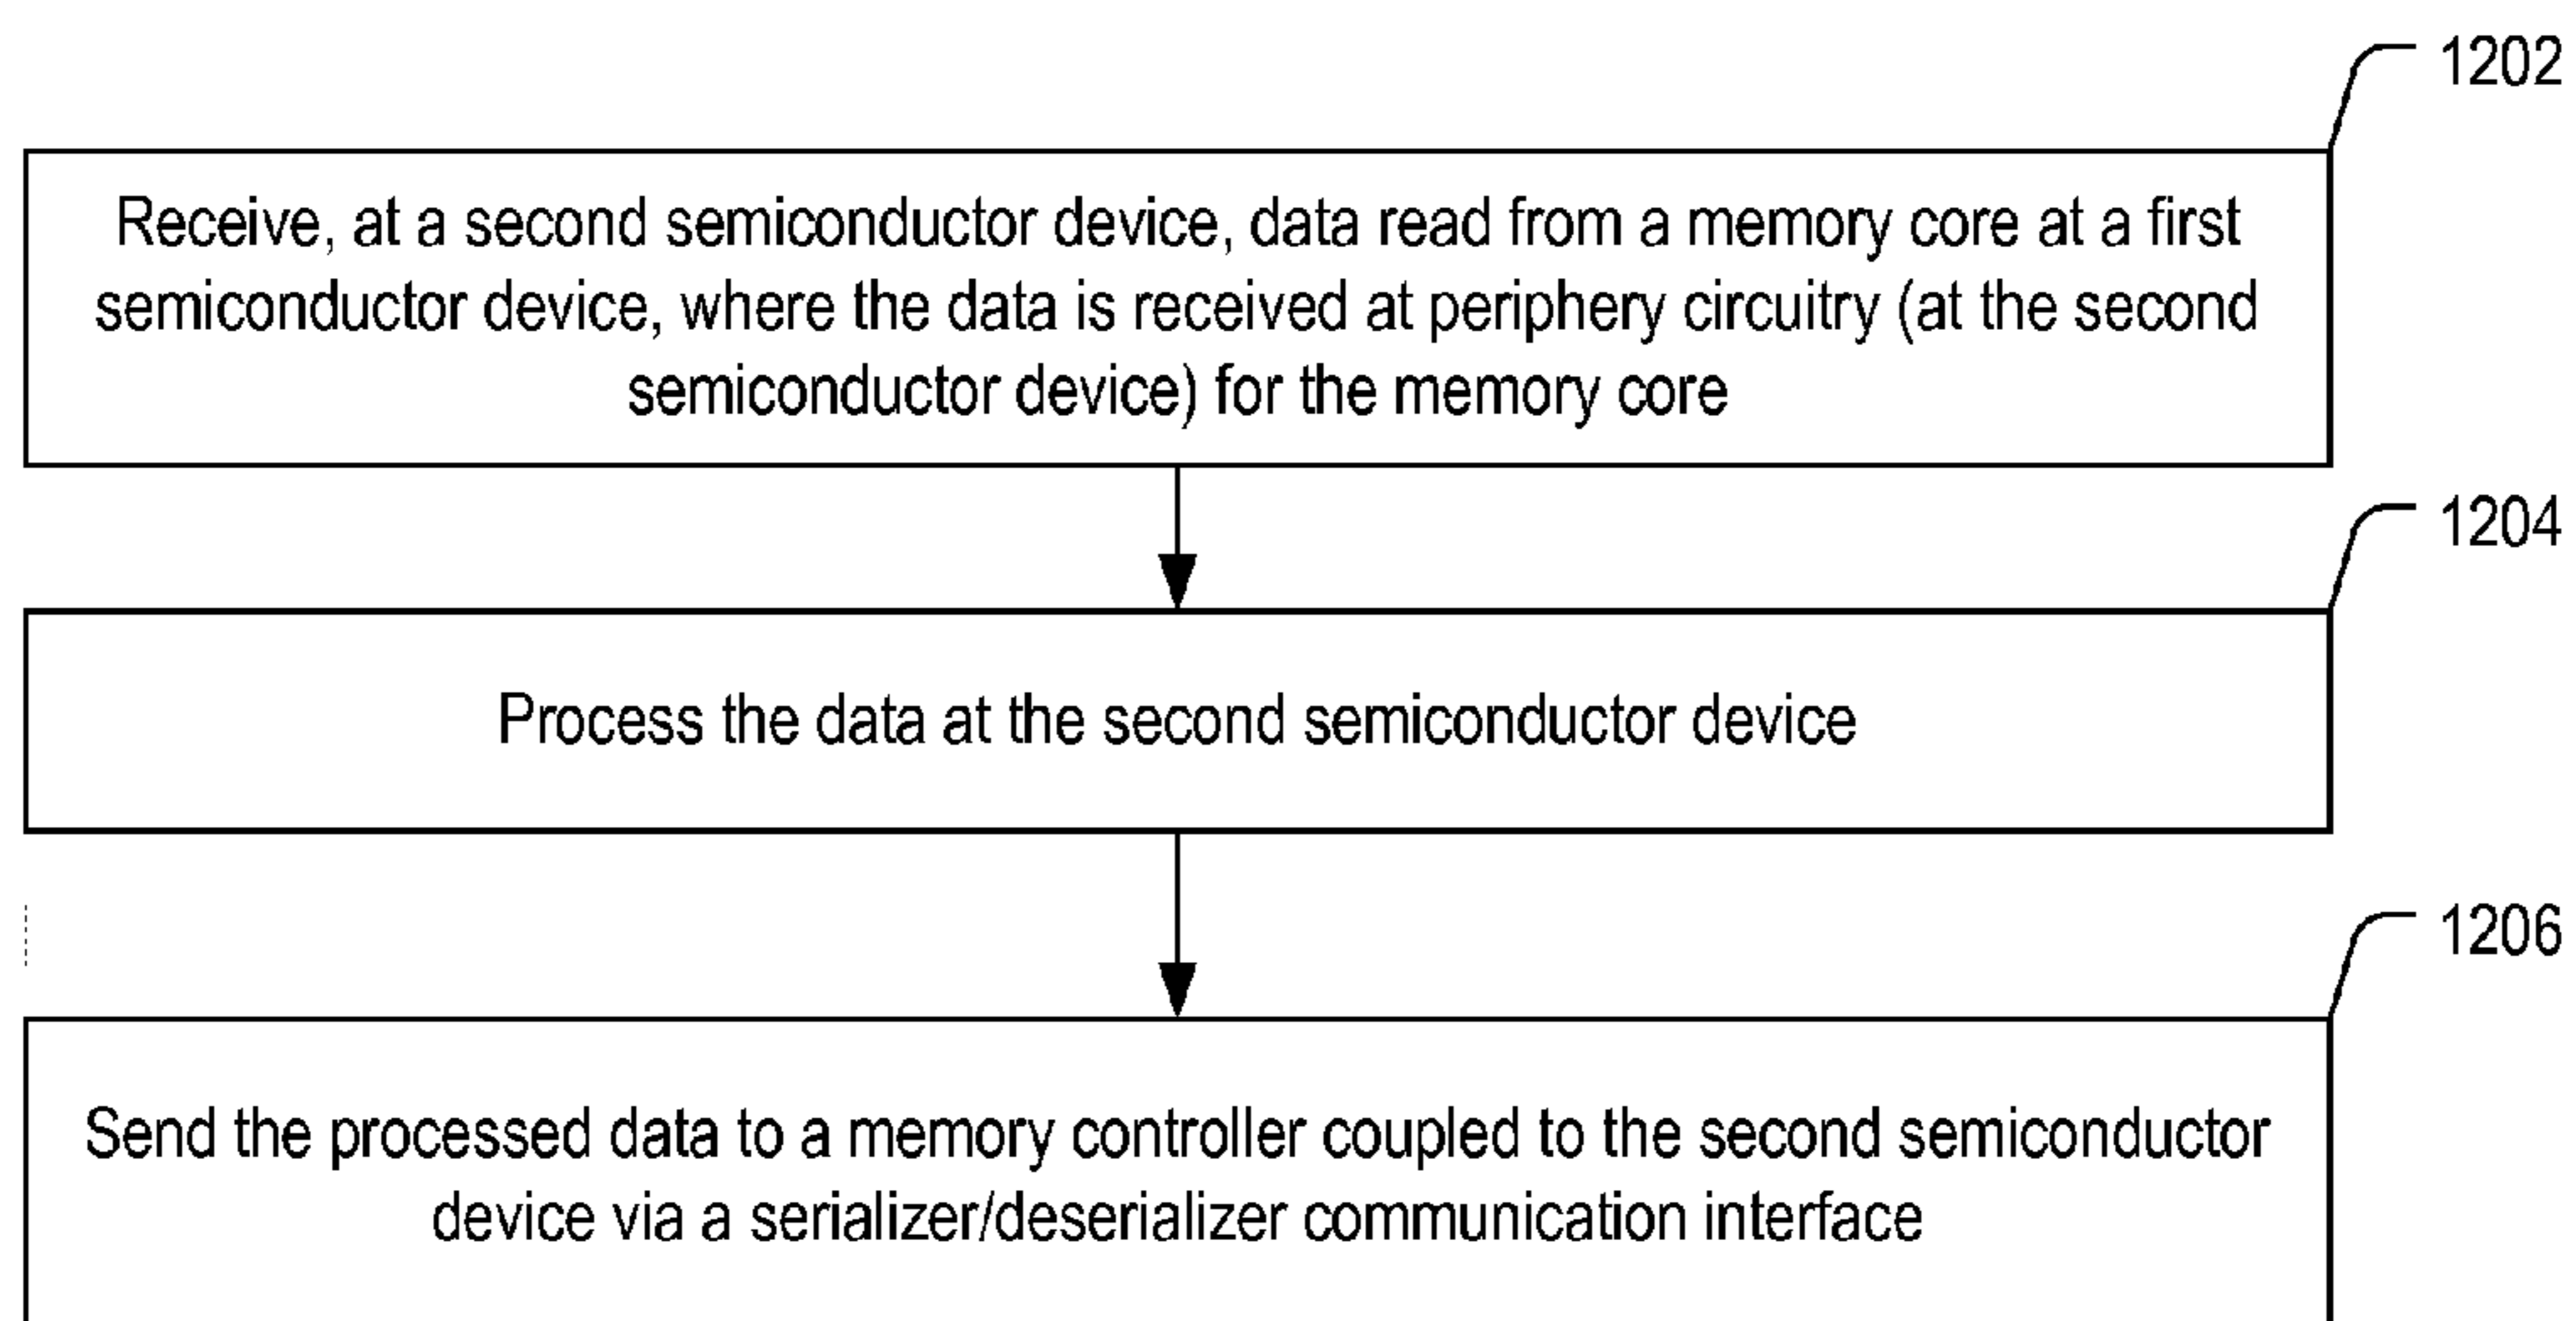 1202
Receive, at a second semiconductor device, data read from a memory core at a first
semiconductor device, where the data is received at periphery circuitry (at the second
semiconductor device) for the memory core
1204
Process the data at the second semiconductor device
1206
Send the processed data to a memory controller coupled to the second semiconductor
device via a serializer/deserializer communication interface